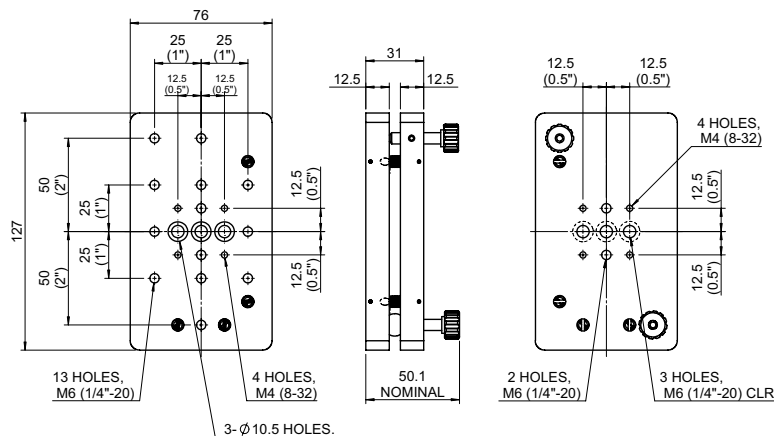 76
25
(1")
25
(1")
12.5
(0.5")
12.5
(0.5")
127
50
(2")
25
(1")
25
(1")
50
(2")
12.5
(0.5")
12.5
(0.5")
13 HOLES,
M6 (1/4"-20)
4 HOLES,
M4 (8-32)
3-Ø10.5 HOLES.
31
12.5
12.5
50.1
NOMINAL
12.5
(0.5")
12.5
(0.5")
4 HOLES,
M4 (8-32)
12.5
(0.5")
12.5
(0.5")
2 HOLES,
M6 (1/4"-20)
3 HOLES,
M6 (1/4"-20) CLR